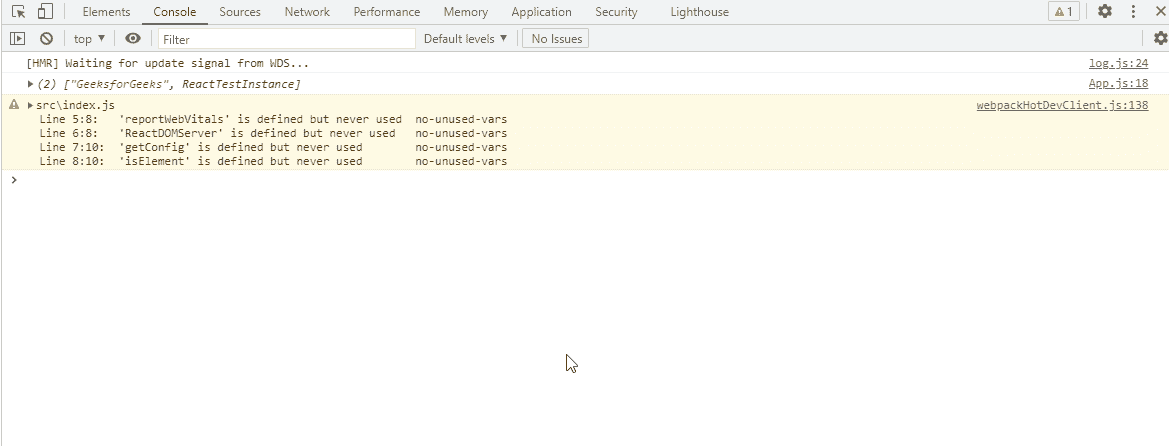 Elements Console Sources Network Performance Memory Application Security Lighthouse 1
top Filter Default levels No Issues
[HMR] Waiting for update signal from WDS... log.js:24
(2) ["GeeksforGeeks", ReactTestInstance] App.js:18
src\index.js webpackHotDevClient.js:138
Line 5:8: 'reportWebVitals' is defined but never used no-unused-vars
Line 6:8: 'ReactDOMServer' is defined but never used no-unused-vars
Line 7:10: 'getConfig' is defined but never used no-unused-vars
Line 8:10: 'isElement' is defined but never used no-unused-vars